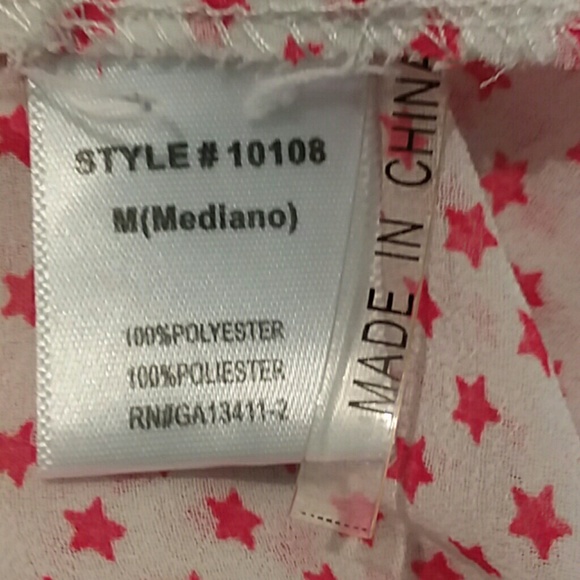 STYLE # 10108
M(Mediano)
100%POLYESTER
100%POLIESTER
RN#GA13411-2
MADE IN CHINA